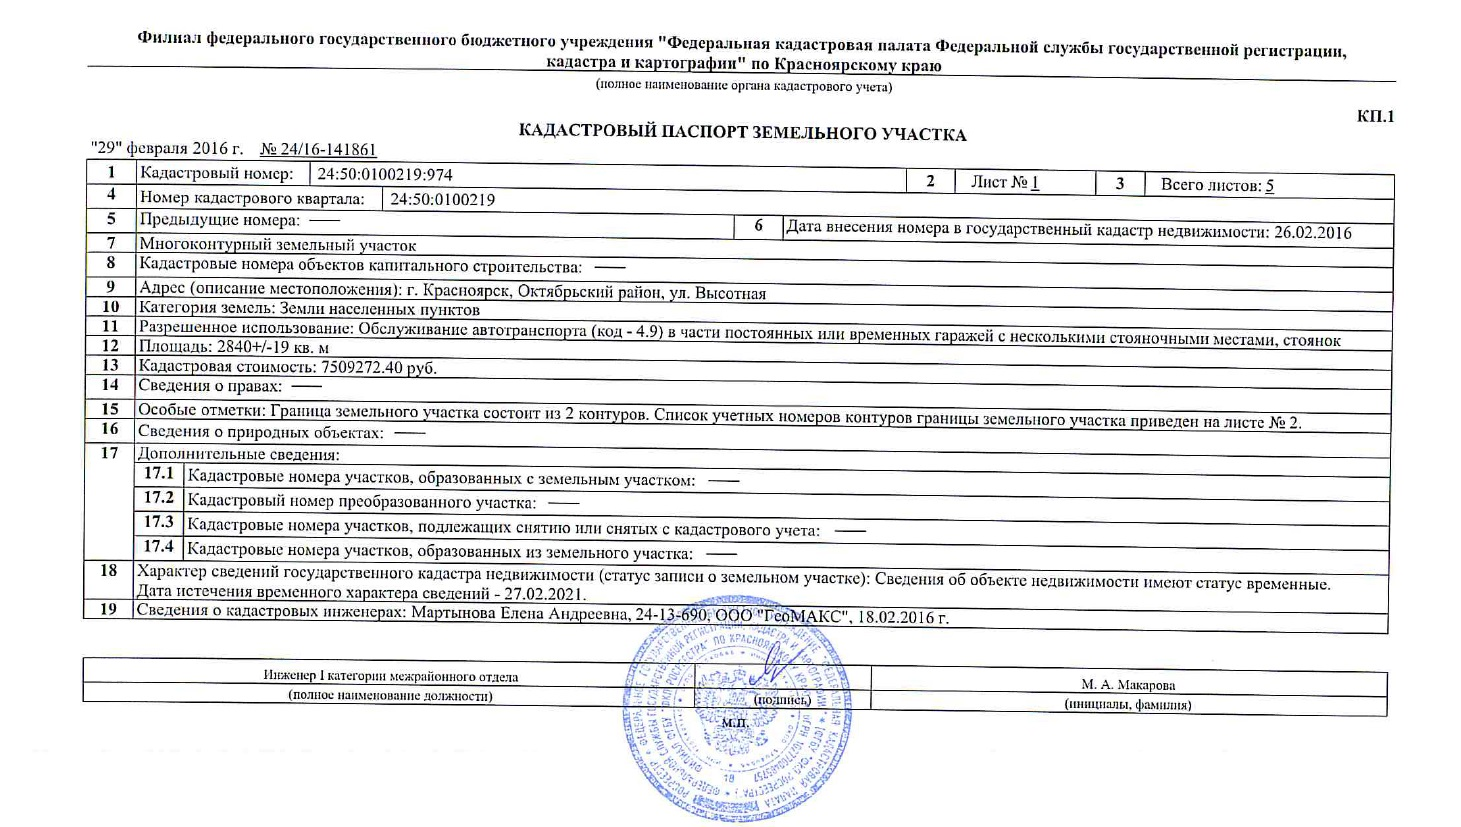 Филиал федерального государственного бюджетного учреждения "Федеральная кадастровая палата Федеральной службы государственной регистрации,
кадастра и картографии" по Красноярскому краю
(полное наименование органа кадастрового учета)
КП.1
КАДАСТРОВЫЙ ПАСПОРТ ЗЕМЕЛЬНОГО УЧАСТКА
"29" февраля 2016 г. № 24/16-141861
1 Кадастровый номер: 24:50:0100219:974 2 Лист № 1 3 Всего листов: 5
4 Номер кадастрового квартала: 24:50:0100219
5 Предыдущие номера: —— 6 Дата внесения номера в государственный кадастр недвижимости: 26.02.2016
7 Многоконтурный земельный участок
8 Кадастровые номера объектов капитального строительства: ——
9 Адрес (описание местоположения): г. Красноярск, Октябрьский район, ул. Высотная
10 Категория земель: Земли населенных пунктов
11 Разрешенное использование: Обслуживание автотранспорта (код - 4.9) в части постоянных или временных гаражей с несколькими стояночными местами, стоянок
12 Площадь: 2840+/-19 кв. м
13 Кадастровая стоимость: 7509272.40 руб.
14 Сведения о правах: ——
15 Особые отметки: Граница земельного участка состоит из 2 контуров. Список учетных номеров контуров границы земельного участка приведен на листе № 2.
16 Сведения о природных объектах: ——
17 Дополнительные сведения:
17.1 Кадастровые номера участков, образованных с земельным участком: ——
17.2 Кадастровый номер преобразованного участка: ——
17.3 Кадастровые номера участков, подлежащих снятию или снятых с кадастрового учета: ——
17.4 Кадастровые номера участков, образованных из земельного участка: ——
18 Характер сведений государственного кадастра недвижимости (статус записи о земельном участке): Сведения об объекте недвижимости имеют статус временные.
Дата истечения временного характера сведений - 27.02.2021.
19 Сведения о кадастровых инженерах: Мартынова Елена Андреевна, 24-13-690, ООО "ГеоМАКС", 18.02.2016 г.
Инженер I категории межрайонного отдела М. А. Макарова
(полное наименование должности) (подпись) (инициалы, фамилия)
М.П.